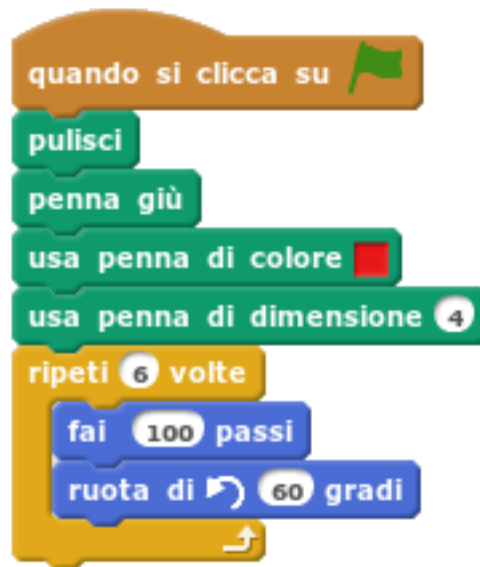 quando si clicca su
pulisci
penna giù
usa penna di colore
usa penna di dimensione 4
ripeti 6 volte
fai 100 passi
ruota di 60 gradi